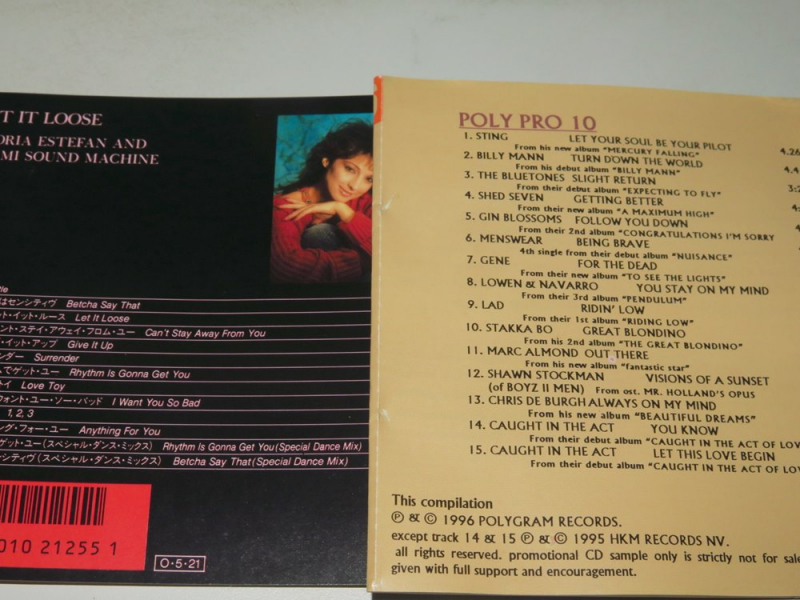 T IT LOOSE
ORIA ESTEFAN AND
MI SOUND MACHINE
tle
はセンシティヴ Betcha Say That
ト・イット・ルース Let It Loose
ント・ステイ・アウェイ・フロム・ユー Can't Stay Away From You
・イット・アップ Give It Up
ンダー Surrender
でゲット・ユー Rhythm Is Gonna Get You
トイ Love Toy
ウォント・ユー・ソー・バッド I Want You So Bad
1, 2, 3
ング・フォー・ユー Anything For You
ゲット・ユー(スペシャル・ダンス・ミックス) Rhythm Is Gonna Get You (Special Dance Mix)
ンシティヴ(スペシャル・ダンス・ミックス) Betcha Say That (Special Dance Mix)
010 21255 1
O・5・21
POLY PRO 10
1. STING LET YOUR SOUL BE YOUR PILOT 4.26
From his new album "MERCURY FALLING"
2. BILLY MANN TURN DOWN THE WORLD 4.4
From his debut album "BILLY MANN"
3. THE BLUETONES SLIGHT RETURN 3:2
From their debut album "EXPECTING TO FLY"
4. SHED SEVEN GETTING BETTER 4:
From their new album "A MAXIMUM HIGH"
5. GIN BLOSSOMS FOLLOW YOU DOWN
From their 2nd album "CONGRATULATIONS I'M SORRY
6. MENSWEAR BEING BRAVE
4th single from their debut album "NUISANCE"
7. GENE FOR THE DEAD
From their new album "TO SEE THE LIGHTS"
8. LOWEN & NAVARRO YOU STAY ON MY MIND
From their 3rd album "PENDULUM"
9. LAD RIDIN' LOW
From their 1st album "RIDING LOW"
10. STAKKA BO GREAT BLONDINO
From his 2nd album "THE GREAT BLONDINO"
11. MARC ALMOND OUT THERE
From his new album "fantastic star"
12. SHAWN STOCKMAN VISIONS OF A SUNSET
(of BOYZ II MEN) From ost. MR. HOLLAND'S OPUS
13. CHRIS DE BURGH ALWAYS ON MY MIND
From his new album "BEAUTIFUL DREAMS"
14. CAUGHT IN THE ACT YOU KNOW
From their debut album "CAUGHT IN THE ACT OF LOV
15. CAUGHT IN THE ACT LET THIS LOVE BEGIN
From their debut album "CAUGHT IN THE ACT OF LOV
This compilation
℗ & © 1996 POLYGRAM RECORDS.
except track 14 & 15 ℗ & © 1995 HKM RECORDS NV.
all rights reserved. promotional CD sample only is strictly not for sale
given with full support and encouragement.